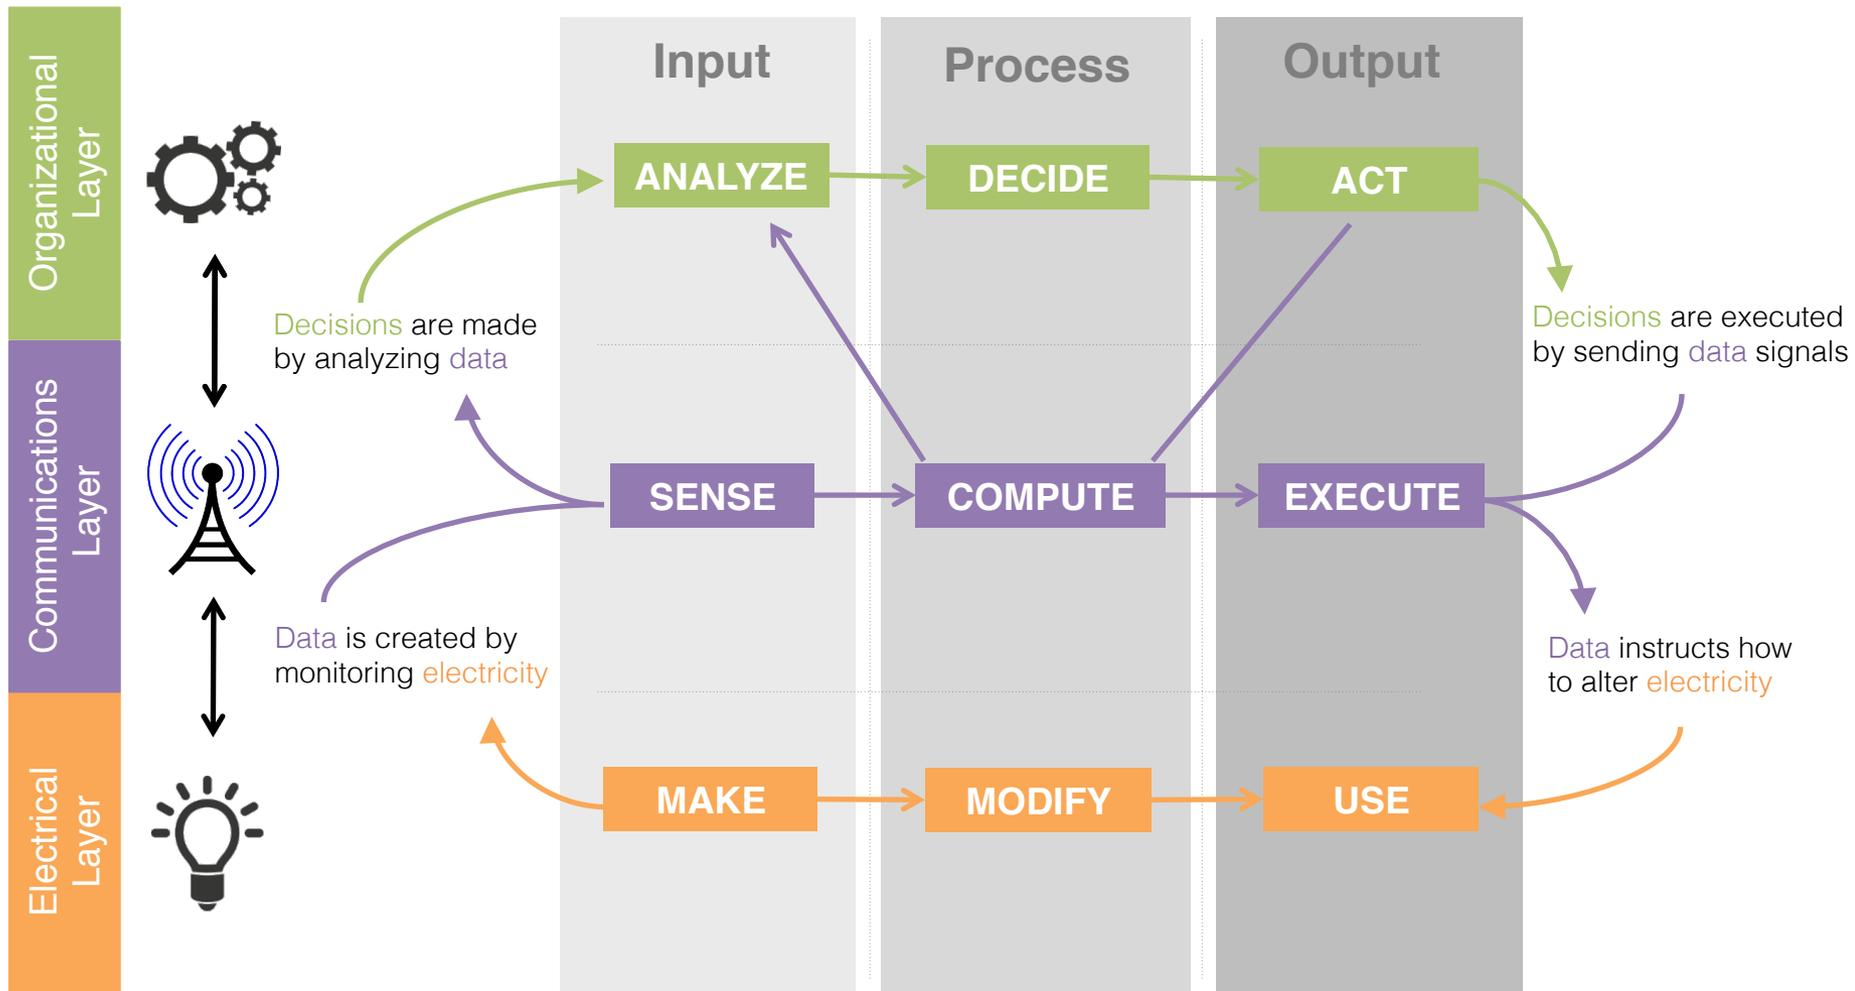 Organizational
Layer
Communications
Layer
Electrical
Layer
Input
Process
Output
ANALYZE
DECIDE
ACT
Decisions are made
by analyzing data
Decisions are executed
by sending data signals
SENSE
COMPUTE
EXECUTE
Data is created by
monitoring electricity
Data instructs how
to alter electricity
MAKE
MODIFY
USE